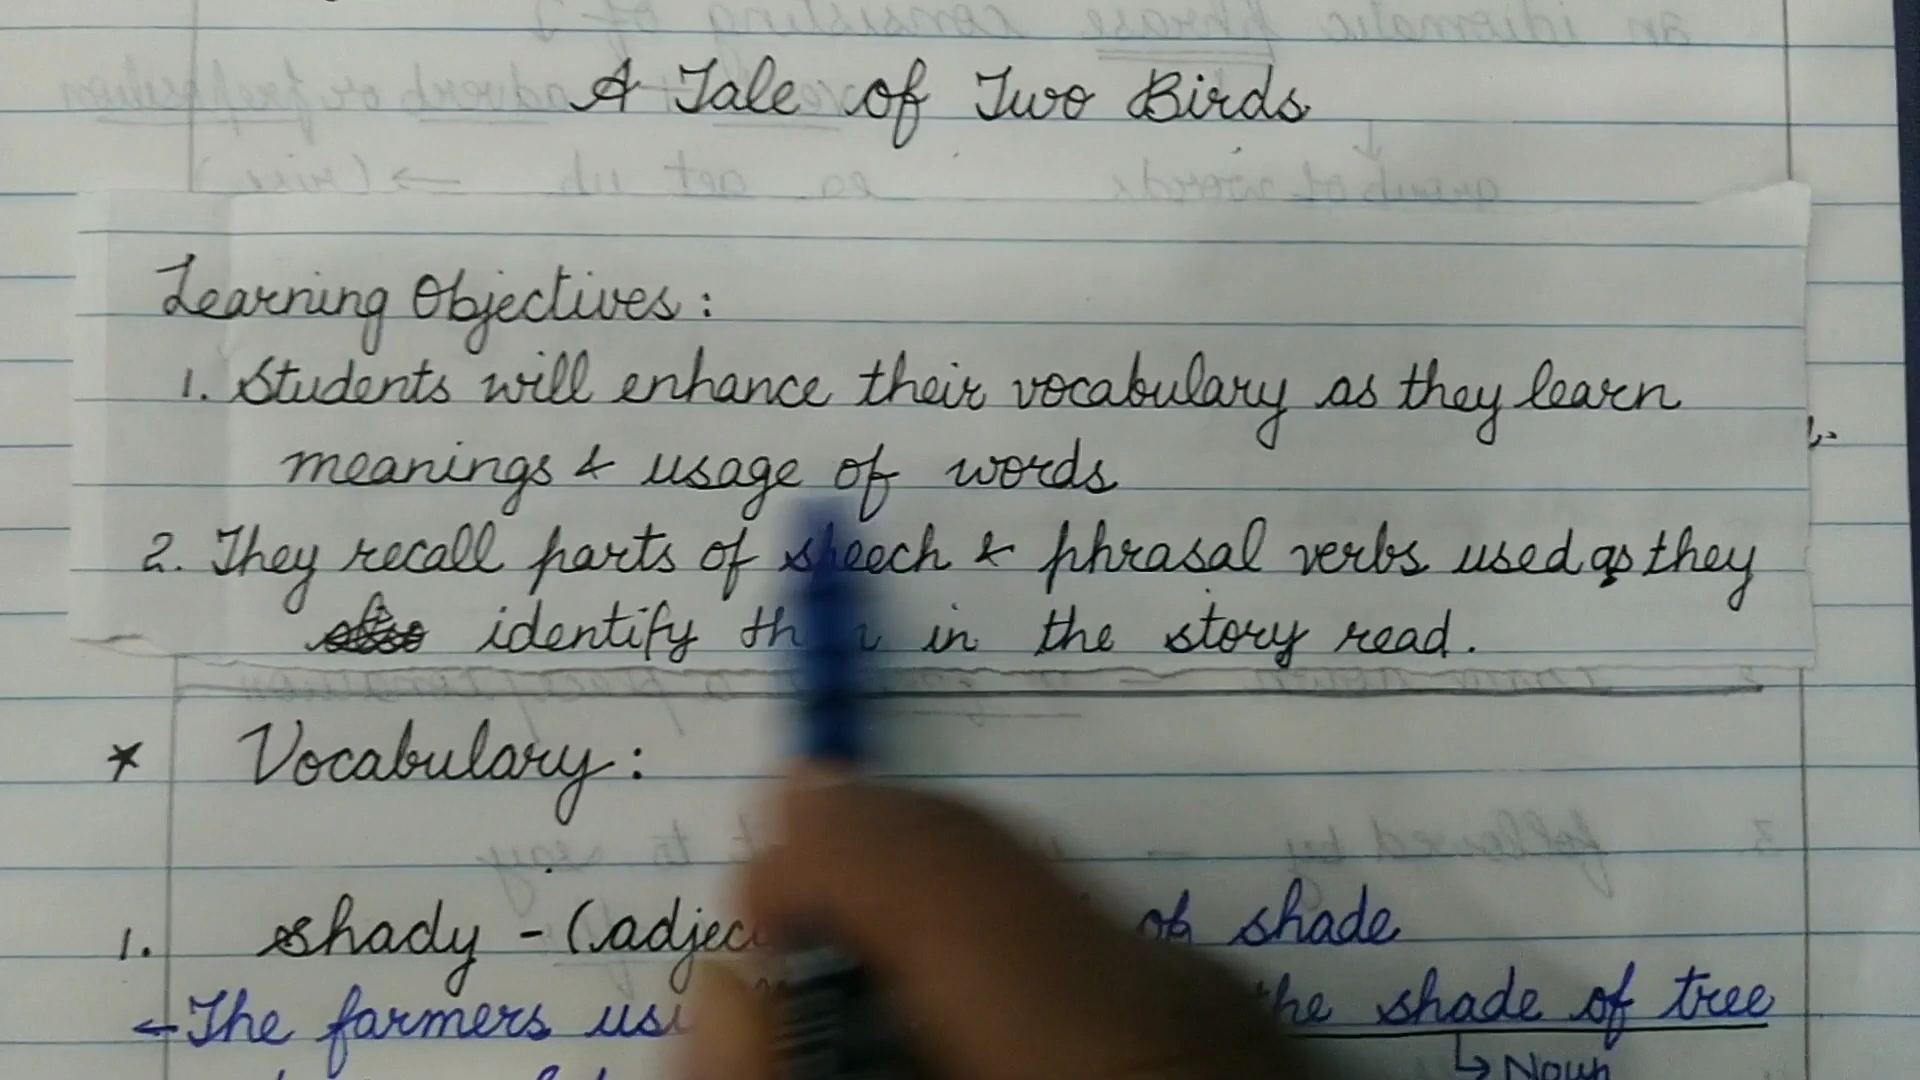 A Tale of Two Birds
Learning Objectives:
1. Students will enhance their vocabulary as they learn
meanings & usage of words
2. They recall parts of speech & phrasal verbs used as they
identify in the story read.
* Vocabulary:
1. shady - ( of shade
← The farmers the shade of tree
↳ Noun